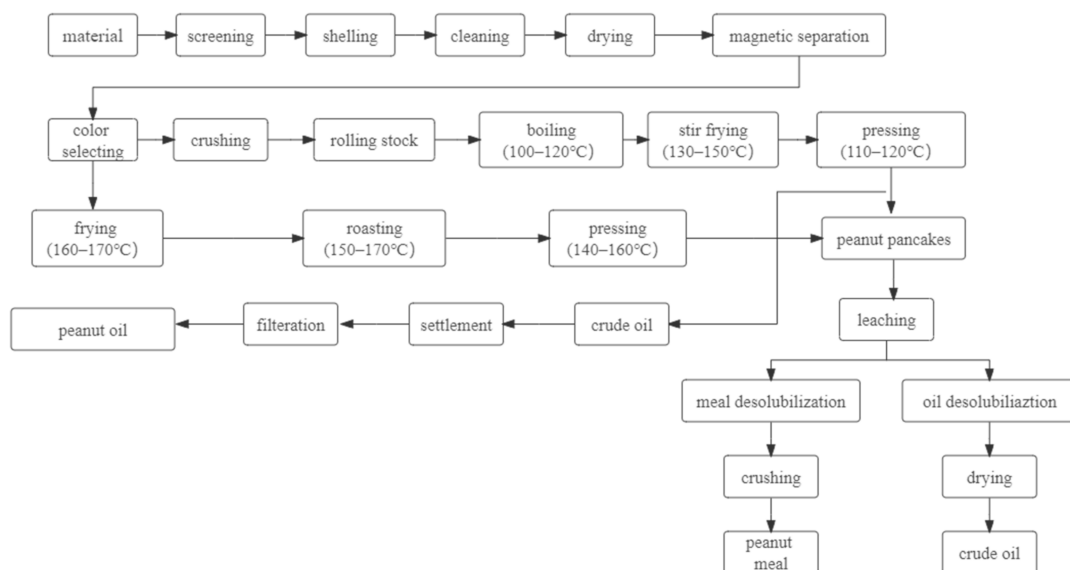 material
screening
shelling
cleaning
drying
magnetic separation
color
selecting
crushing
rolling stock
boiling
(100–120℃)
stir frying
(130–150℃)
pressing
(110–120℃)
frying
(160–170℃)
roasting
(150–170℃)
pressing
(140–160℃)
peanut pancakes
peanut oil
filteration
settlement
crude oil
leaching
meal desolubilization
oil desolubiliaztion
crushing
drying
peanut
meal
crude oil